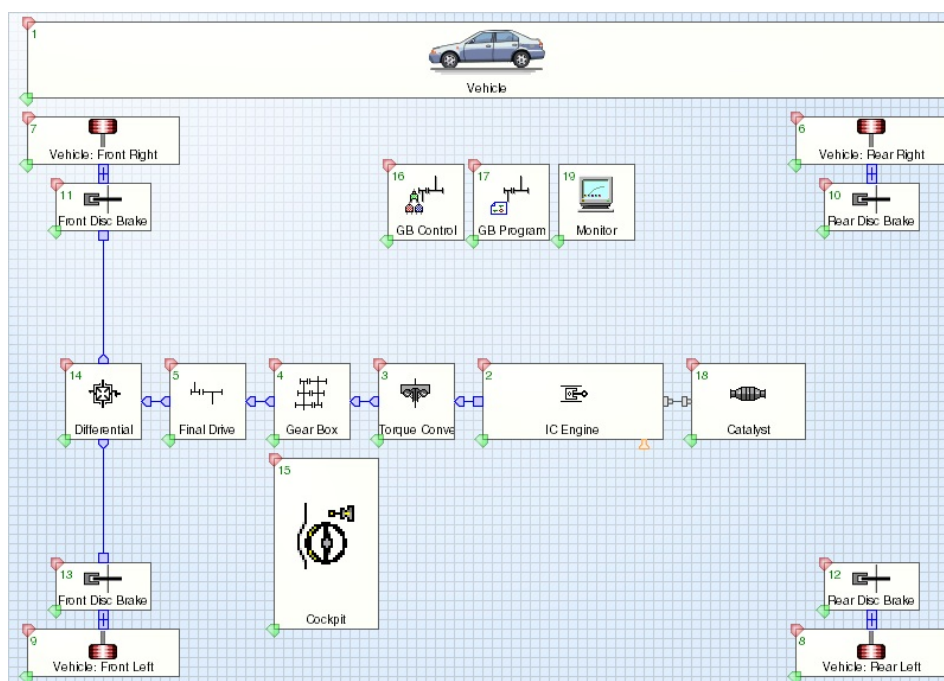 1
Vehicle
7
Vehicle: Front Right
6
Vehicle: Rear Right
11
Front Disc Brake
16
GB Control
17
GB Program
19
Monitor
10
Rear Disc Brake
14
Differential
5
Final Drive
4
Gear Box
3
Torque Conve
2
IC Engine
18
Catalyst
15
Cockpit
13
Front Disc Brake
12
Rear Disc Brake
9
Vehicle: Front Left
8
Vehicle: Rear Left